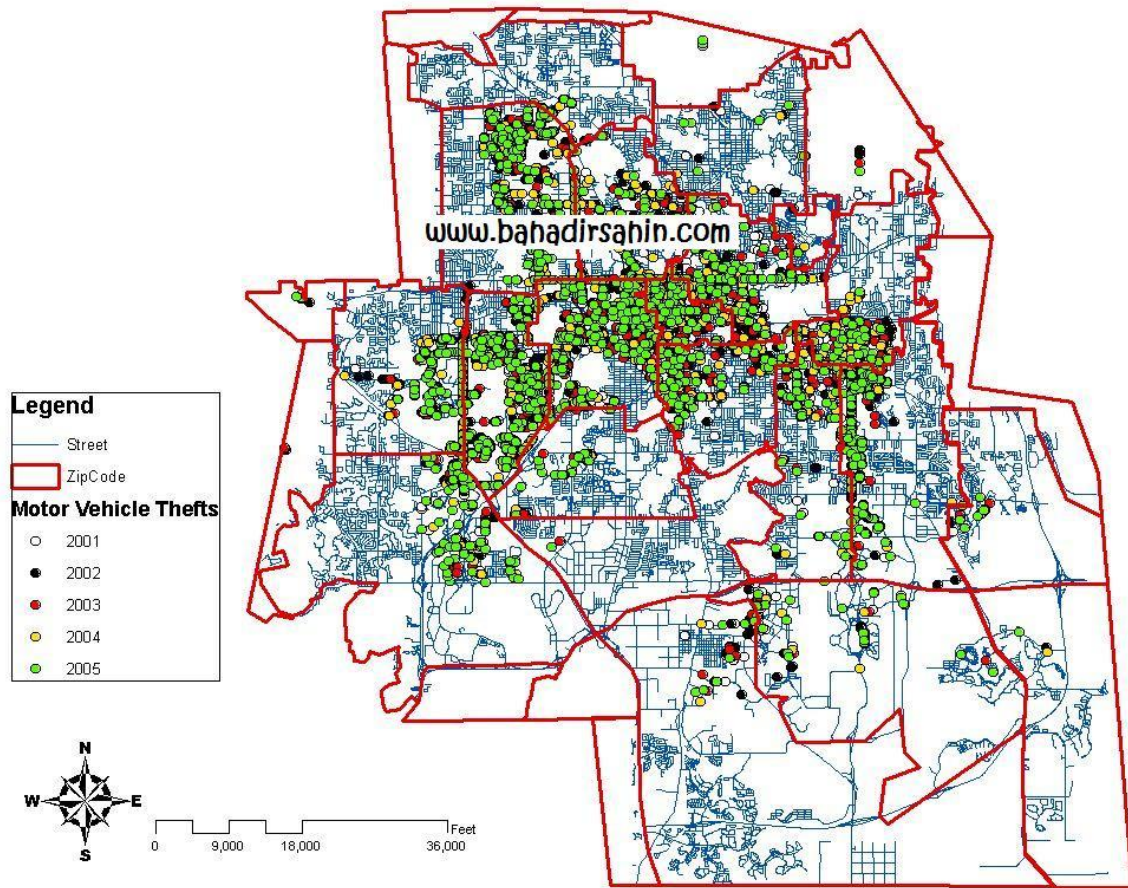 www.bahadirsahin.com
Legend
Street
ZipCode
Motor Vehicle Thefts
2001
2002
2003
2004
2005
N
W E
S
Feet
0 9,000 18,000 36,000